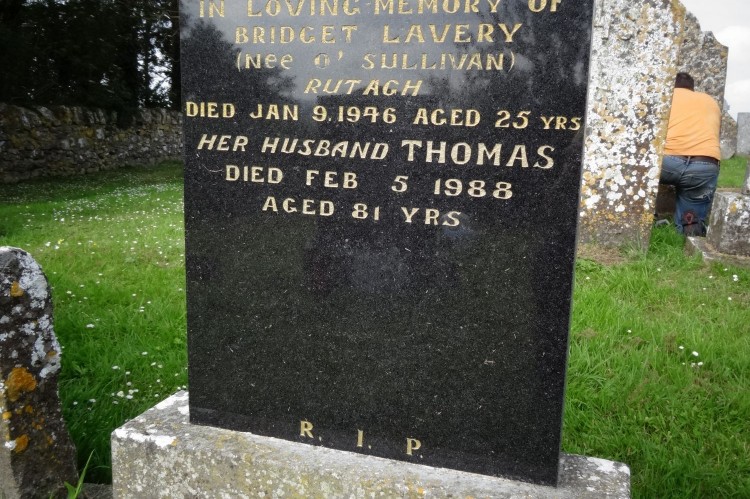 IN LOVING MEMORY OF
BRIDGET LAVERY
(NEE O' SULLIVAN)
RUTAGH
DIED JAN 9, 1946 AGED 25 YRS
HER HUSBAND THOMAS
DIED FEB 5 1988
AGED 81 YRS
R. I. P.